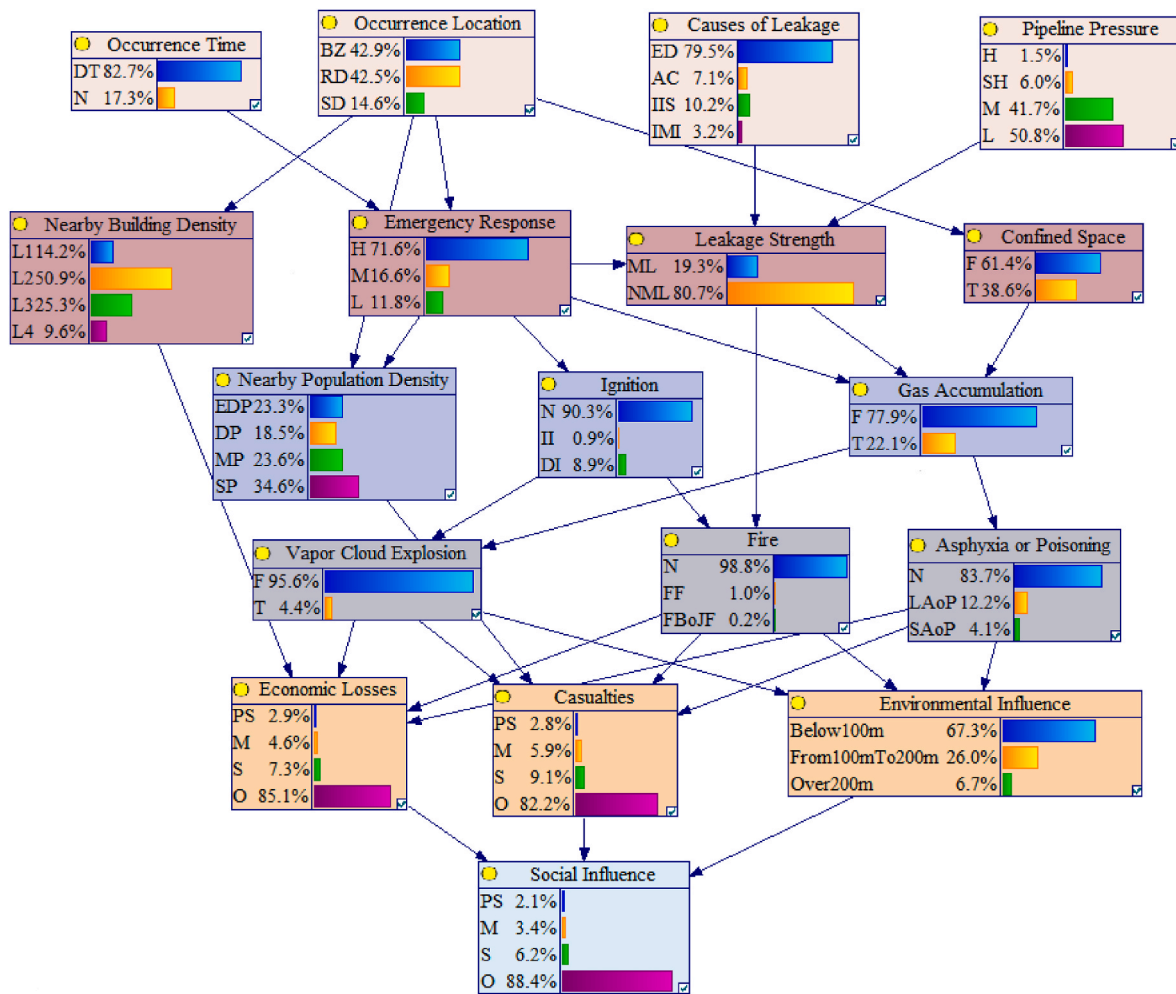 Occurrence Time
DT 82.7%
N 17.3%
Occurrence Location
BZ 42.9%
RD 42.5%
SD 14.6%
Causes of Leakage
ED 79.5%
AC 7.1%
IIS 10.2%
IMI 3.2%
Pipeline Pressure
H 1.5%
SH 6.0%
M 41.7%
L 50.8%
Nearby Building Density
L1 14.2%
L2 50.9%
L3 25.3%
L4 9.6%
Emergency Response
H 71.6%
M 16.6%
L 11.8%
Leakage Strength
ML 19.3%
NML 80.7%
Confined Space
F 61.4%
T 38.6%
Nearby Population Density
EDP 23.3%
DP 18.5%
MP 23.6%
SP 34.6%
Ignition
N 90.3%
II 0.9%
DI 8.9%
Gas Accumulation
F 77.9%
T 22.1%
Vapor Cloud Explosion
F 95.6%
T 4.4%
Fire
N 98.8%
FF 1.0%
FBoJF 0.2%
Asphyxia or Poisoning
N 83.7%
LAoP 12.2%
SAoP 4.1%
Economic Losses
PS 2.9%
M 4.6%
S 7.3%
O 85.1%
Casualties
PS 2.8%
M 5.9%
S 9.1%
O 82.2%
Environmental Influence
Below100m 67.3%
From100mTo200m 26.0%
Over200m 6.7%
Social Influence
PS 2.1%
M 3.4%
S 6.2%
O 88.4%